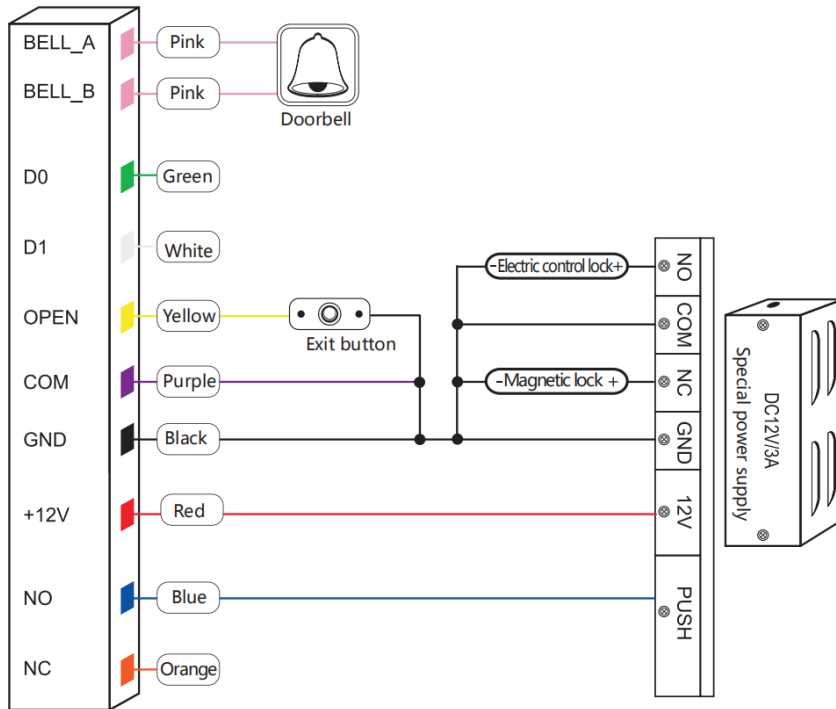 BELL_A
Pink
BELL_B
Pink
Doorbell
D0
Green
D1
White
OPEN
Yellow
Exit button
COM
Purple
GND
Black
+12V
Red
NO
Blue
NC
Orange
-Electric control lock+
-Magnetic lock +
NO
COM
NC
GND
12V
PUSH
DC12V/3A
Special power supply